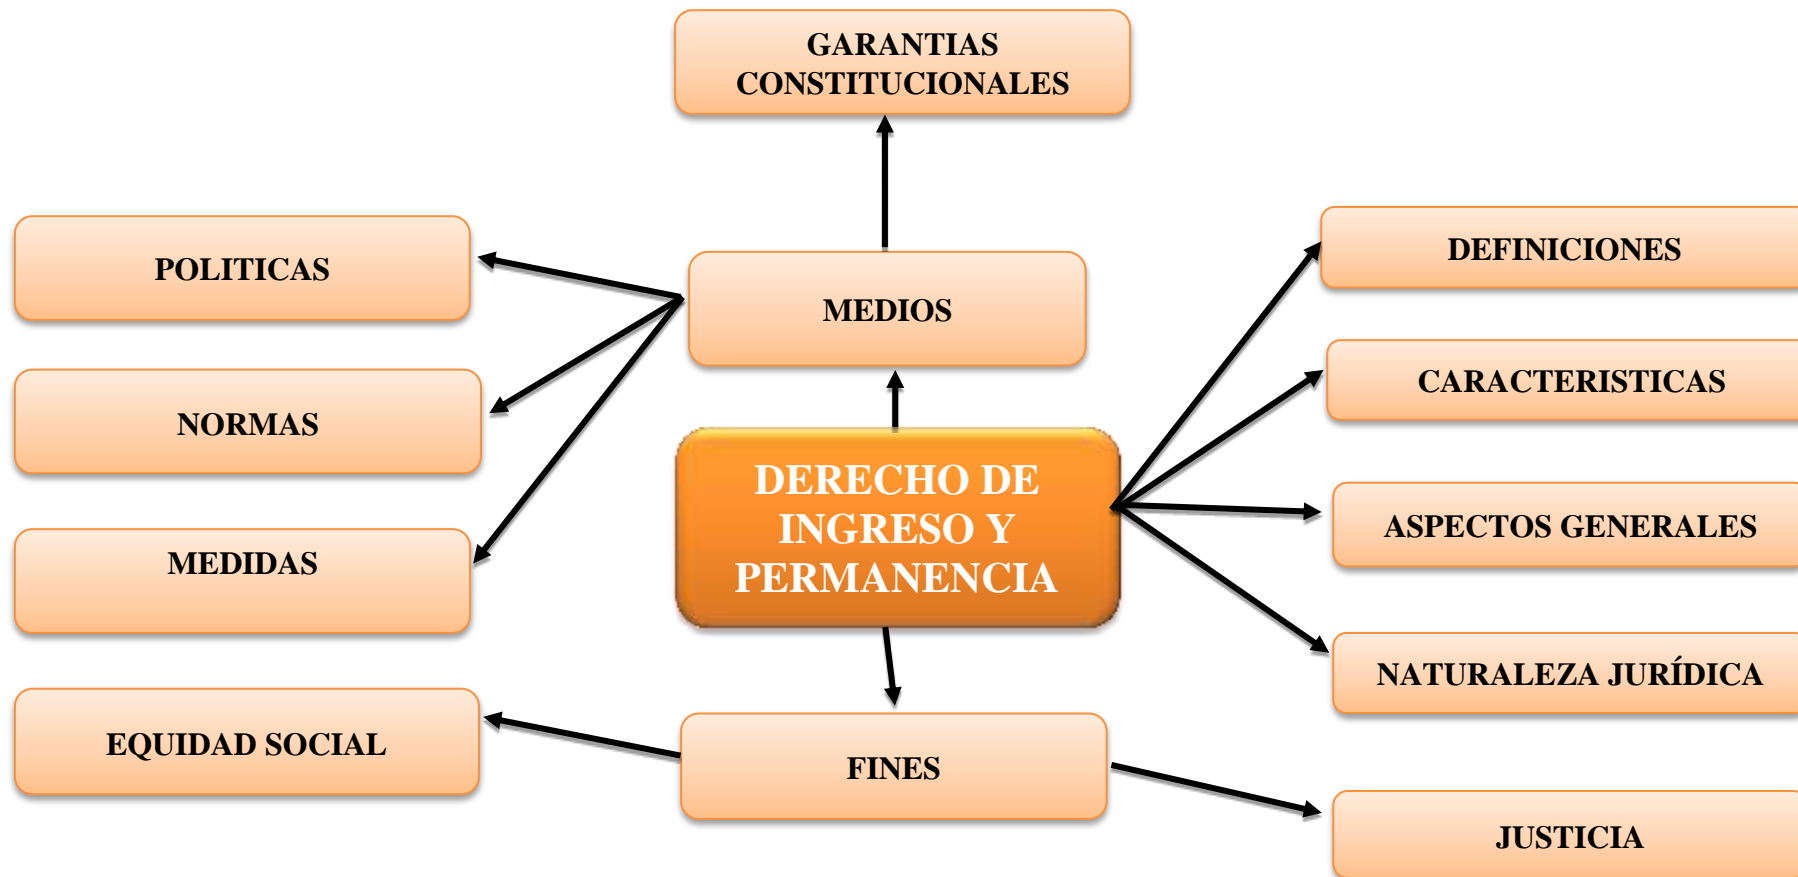 GARANTIAS
CONSTITUCIONALES
POLITICAS
MEDIOS
DEFINICIONES
NORMAS
CARACTERISTICAS
DERECHO DE
INGRESO Y
PERMANENCIA
MEDIDAS
ASPECTOS GENERALES
NATURALEZA JURÍDICA
EQUIDAD SOCIAL
FINES
JUSTICIA